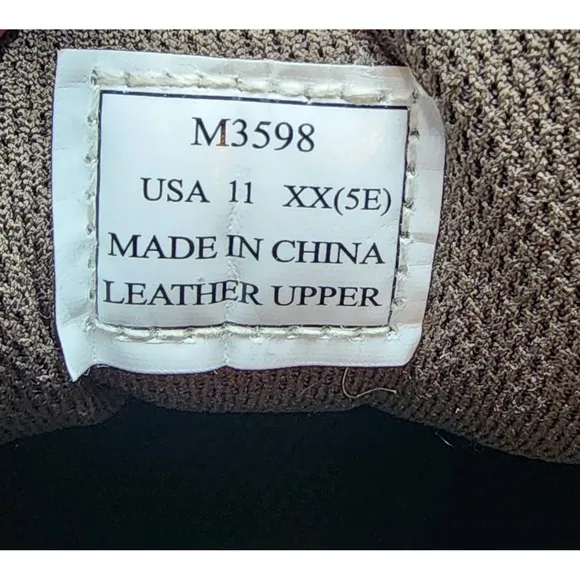 M3598
USA 11 XX(5E)
MADE IN CHINA
LEATHER UPPER